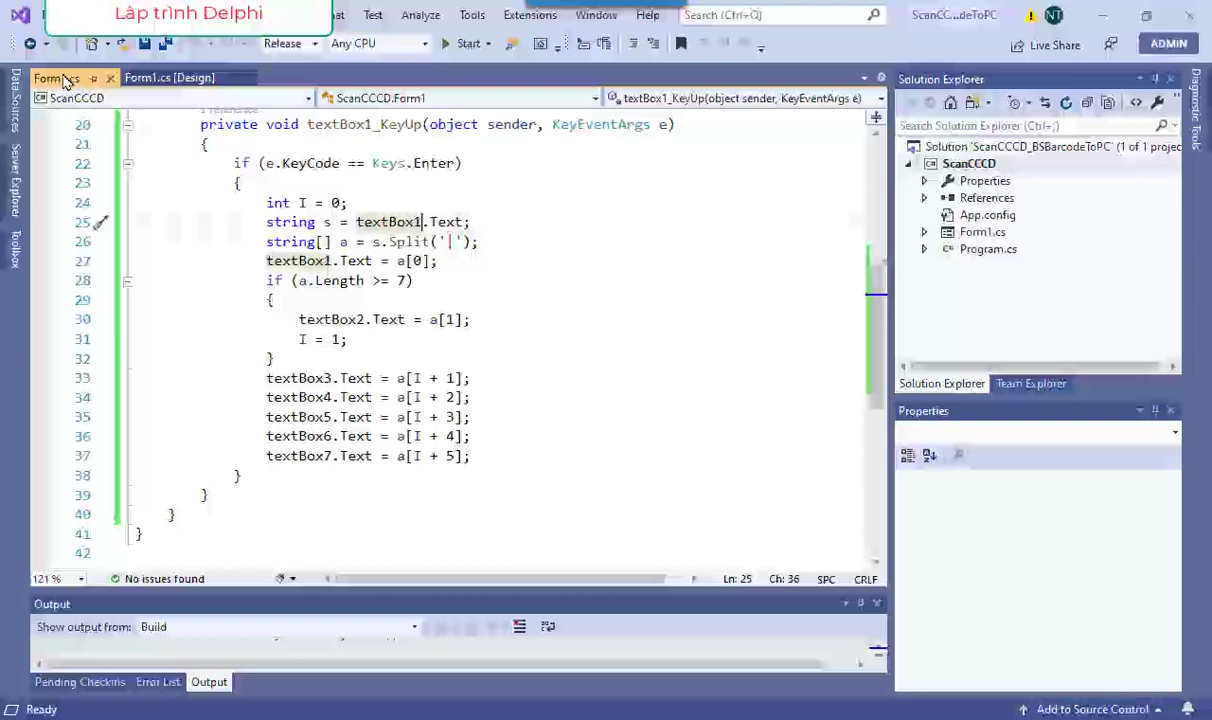 Lập trình Delphi
Test
Analyze
Tools
Extensions
Window
Help
Search (Ctrl+Q)
ScanCC...deToPC
NT
Release
Any CPU
Start
Live Share
ADMIN
Form1.cs
Form1.cs [Design]
ScanCCCD
ScanCCCD.Form1
textBox1_KeyUp(object sender, KeyEventArgs e)
20 private void textBox1_KeyUp(object sender, KeyEventArgs e)
21 {
22 if (e.KeyCode == Keys.Enter)
23 {
24 int I = 0;
25 string s = textBox1.Text;
26 string[] a = s.Split('|');
27 textBox1.Text = a[0];
28 if (a.Length >= 7)
29 {
30 textBox2.Text = a[1];
31 I = 1;
32 }
33 textBox3.Text = a[I + 1];
34 textBox4.Text = a[I + 2];
35 textBox5.Text = a[I + 3];
36 textBox6.Text = a[I + 4];
37 textBox7.Text = a[I + 5];
38 }
39 }
40 }
41 }
42
121 %
No issues found
Ln: 25
Ch: 36
SPC
CRLF
Output
Show output from:
Build
Pending Checkins
Error List
Output
Ready
Add to Source Control
Data Sources
Server Explorer
Toolbox
Solution Explorer
Search Solution Explorer (Ctrl+;)
Solution 'ScanCCCD_BSBarcodeToPC' (1 of 1 proje
ScanCCCD
Properties
References
App.config
Form1.cs
Program.cs
Solution Explorer
Team Explorer
Properties
Diagnostic Tools